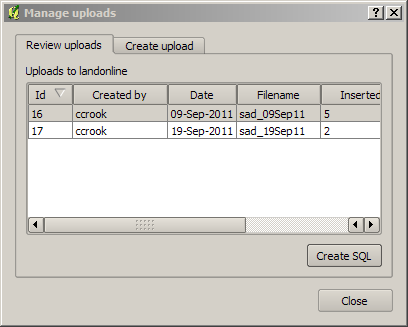 Manage uploads
Review uploads Create upload
Uploads to landonline
Id Created by Date Filename Inserted
16 ccrook 09-Sep-2011 sad_09Sep11 5
17 ccrook 19-Sep-2011 sad_19Sep11 2
Create SQL
Close